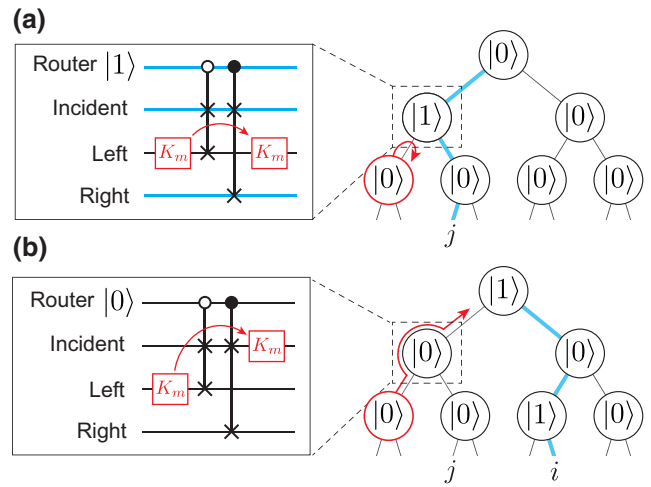 (a)
Router |1⟩
Incident
Left
Right
K_m
K_m
|0⟩
|1⟩
|0⟩
|0⟩
|0⟩
|0⟩
|0⟩
j
(b)
Router |0⟩
Incident
Left
Right
K_m
K_m
|1⟩
|0⟩
|0⟩
|0⟩
|0⟩
|1⟩
|0⟩
j
i